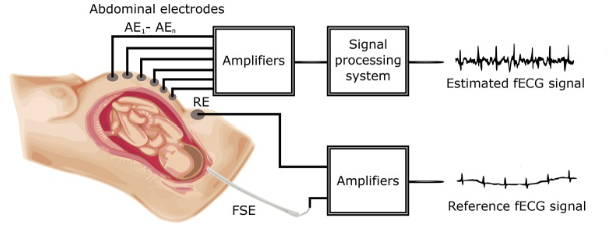 Abdominal electrodes
AE₁- AEₙ
Amplifiers
Signal
processing
system
Estimated fECG signal
RE
Amplifiers
FSE
Reference fECG signal